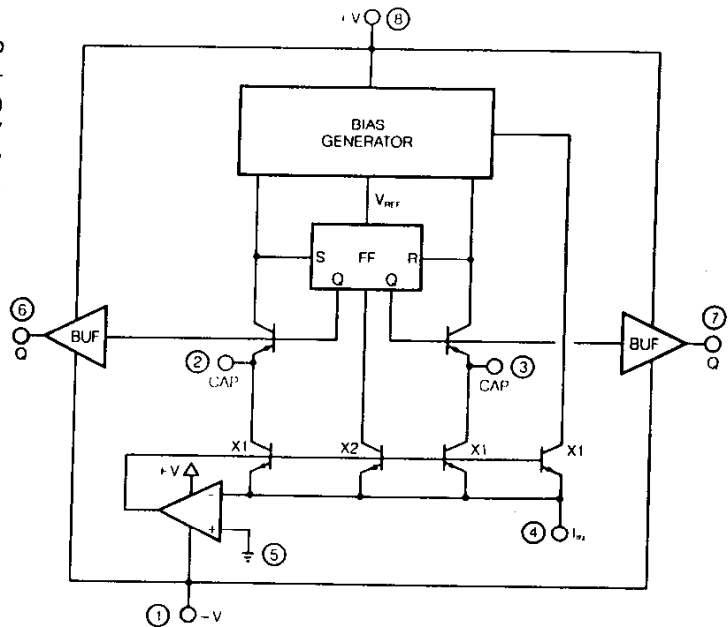 +V 8
BIAS
GENERATOR
VREF
S FF R
Q Q
6
BUF
Q
2
CAP
3
CAP
7
BUF
Q
X1 X2 X1 X1
+V
-
+
5
4 IIN
1 -V